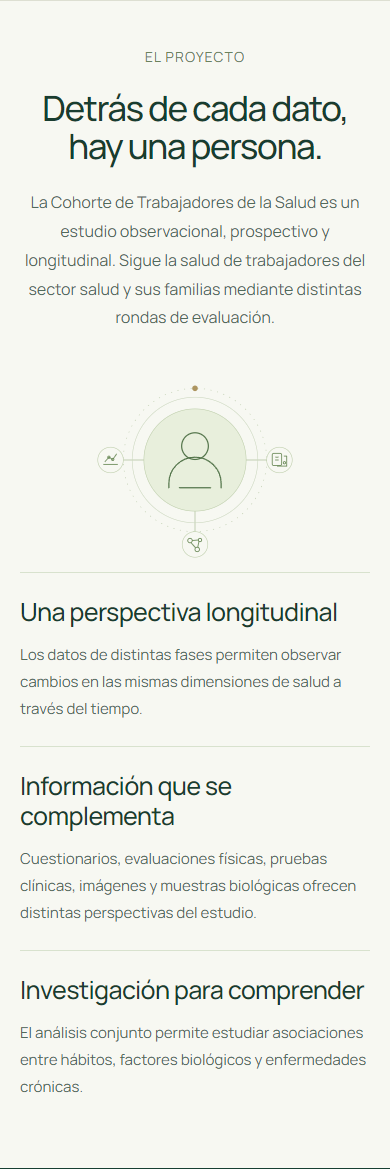 EL PROYECTO
Detrás de cada dato,
hay una persona.
La Cohorte de Trabajadores de la Salud es un
estudio observacional, prospectivo y
longitudinal. Sigue la salud de trabajadores del
sector salud y sus familias mediante distintas
rondas de evaluación.
Una perspectiva longitudinal
Los datos de distintas fases permiten observar
cambios en las mismas dimensiones de salud a
través del tiempo.
Información que se
complementa
Cuestionarios, evaluaciones físicas, pruebas
clínicas, imágenes y muestras biológicas ofrecen
distintas perspectivas del estudio.
Investigación para comprender
El análisis conjunto permite estudiar asociaciones
entre hábitos, factores biológicos y enfermedades
crónicas.